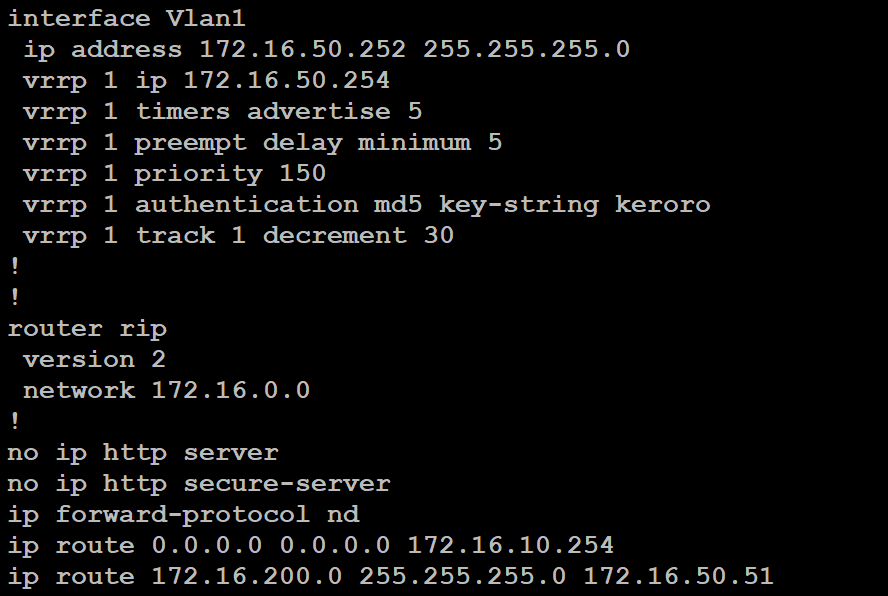 interface Vlan1
 ip address 172.16.50.252 255.255.255.0
 vrrp 1 ip 172.16.50.254
 vrrp 1 timers advertise 5
 vrrp 1 preempt delay minimum 5
 vrrp 1 priority 150
 vrrp 1 authentication md5 key-string keroro
 vrrp 1 track 1 decrement 30
!
!
router rip
 version 2
 network 172.16.0.0
!
no ip http server
no ip http secure-server
ip forward-protocol nd
ip route 0.0.0.0 0.0.0.0 172.16.10.254
ip route 172.16.200.0 255.255.255.0 172.16.50.51